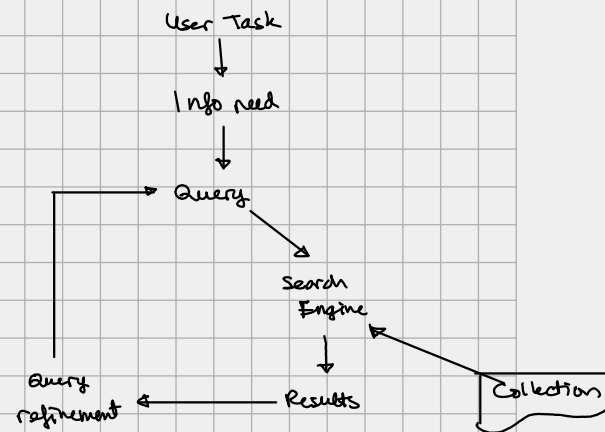 User Task
Info need
Query
Search
Engine
Collection
Query
refinement
Results